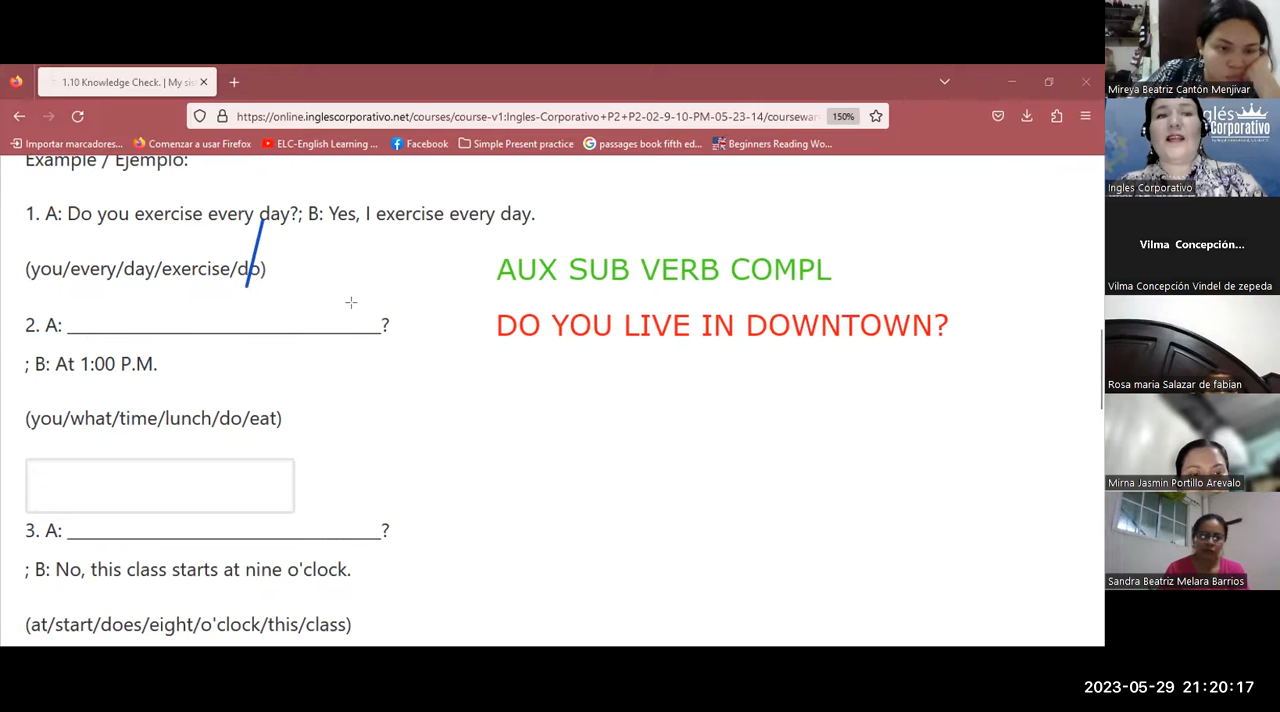 1.10 Knowledge Check. | My si
https://online.inglescorporativo.net/courses/course-v1:Ingles-Corporativo+P2+P2-02-9-10-PM-05-23-14/coursewar
150%
Importar marcadores...
Comenzar a usar Firefox
ELC-English Learning ...
Facebook
Simple Present practice
passages book fifth ed...
Beginners Reading Wo...
Example / Ejemplo:
1. A: Do you exercise every day?; B: Yes, I exercise every day.
(you/every/day/exercise/do)
AUX SUB VERB COMPL
2. A: ______________________________?
DO YOU LIVE IN DOWNTOWN?
; B: At 1:00 P.M.
(you/what/time/lunch/do/eat)
3. A: ______________________________?
; B: No, this class starts at nine o'clock.
(at/start/does/eight/o'clock/this/class)
Mireya Beatriz Cantón Menjivar
Inglés
Corporativo
Ingles Corporativo
Vilma Concepción...
Vilma Concepción Vindel de zepeda
Rosa maria Salazar de fabian
Mirna Jasmin Portillo Arevalo
Sandra Beatriz Melara Barrios
2023-05-29 21:20:17